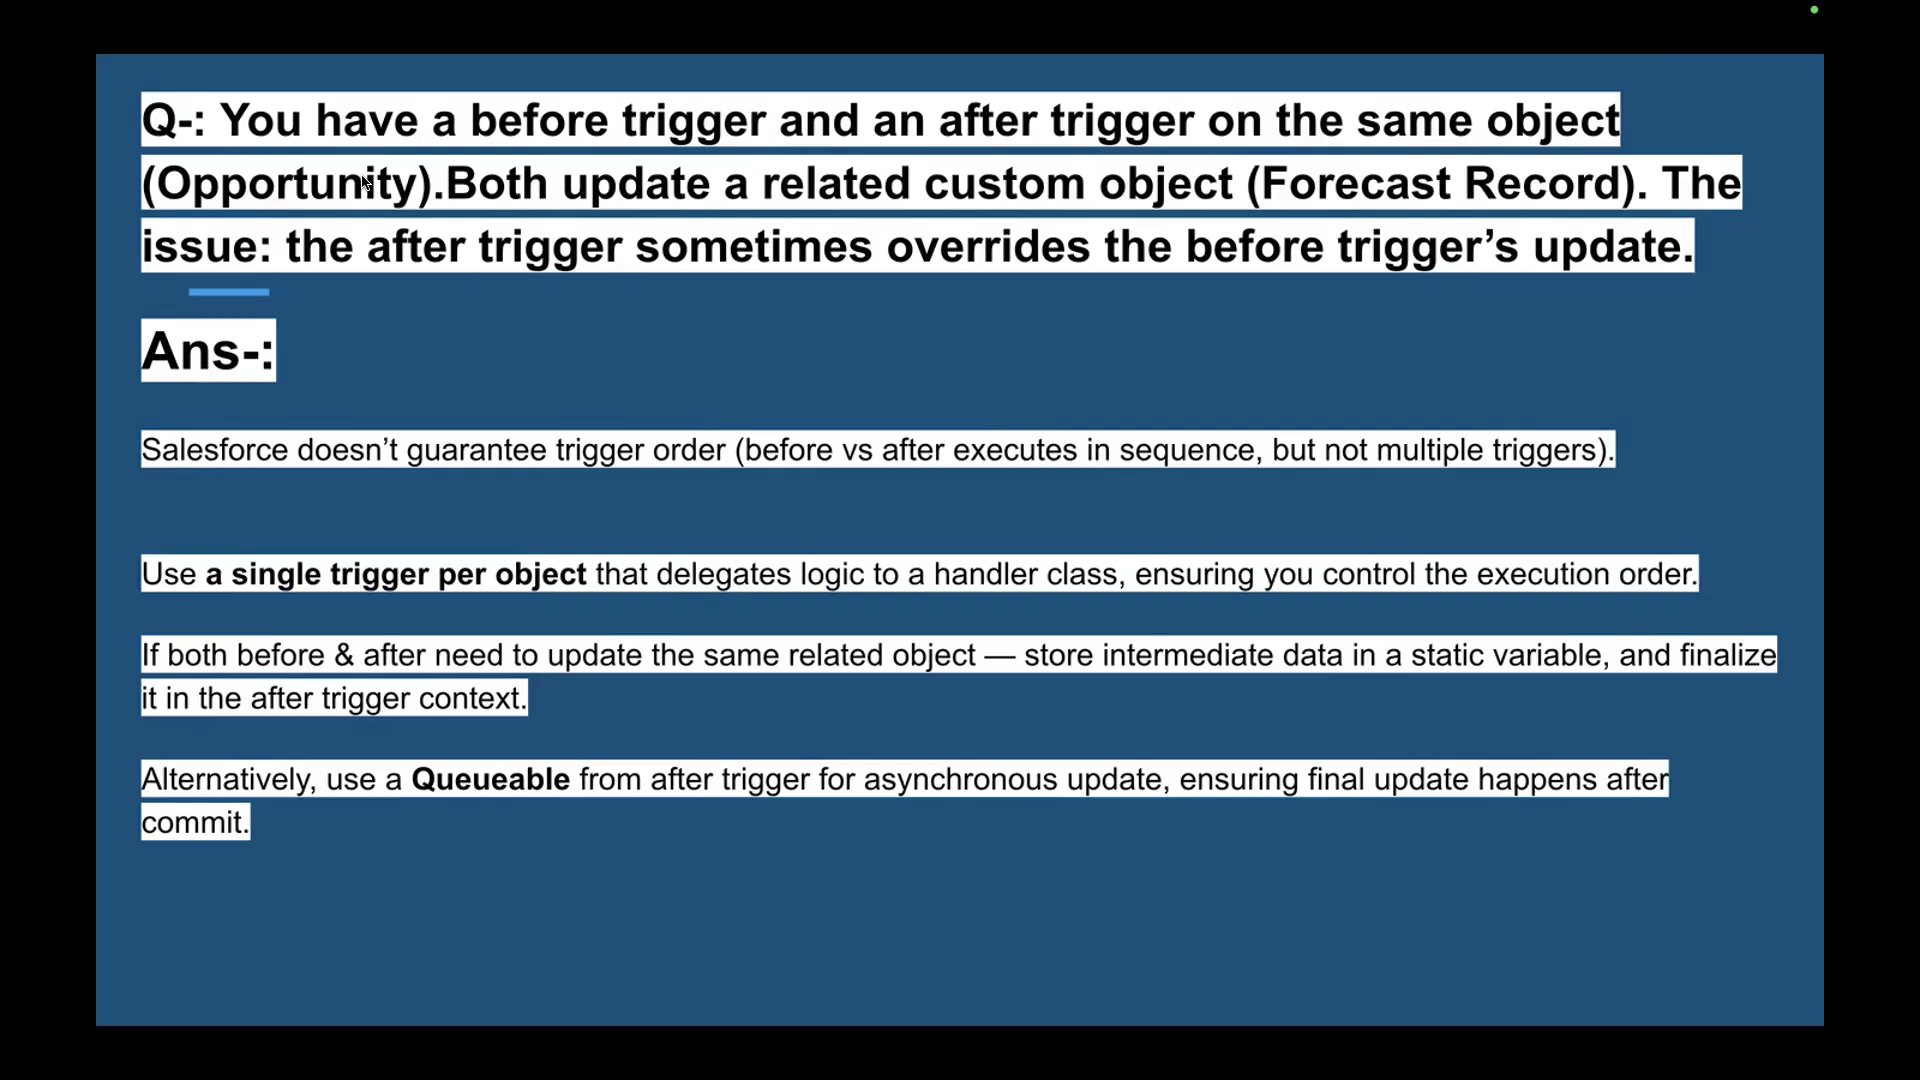 Q-: You have a before trigger and an after trigger on the same object
(Opportunity).Both update a related custom object (Forecast Record). The
issue: the after trigger sometimes overrides the before trigger’s update.
Ans-:
Salesforce doesn’t guarantee trigger order (before vs after executes in sequence, but not multiple triggers).
Use a single trigger per object that delegates logic to a handler class, ensuring you control the execution order.
If both before & after need to update the same related object — store intermediate data in a static variable, and finalize
it in the after trigger context.
Alternatively, use a Queueable from after trigger for asynchronous update, ensuring final update happens after
commit.